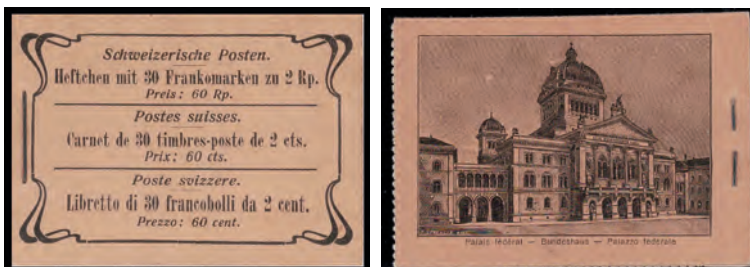 Schweizerische Posten.
Heftchen mit 30 Frankomarken zu 2 Rp.
Preis: 60 Rp.
Postes suisses.
Carnet de 30 timbres-poste de 2 cts.
Prix: 60 cts.
Poste svizzere.
Libretto di 30 francobolli da 2 cent.
Prezzo: 60 cent.
Palais fédéral — Bundeshaus — Palazzo federale